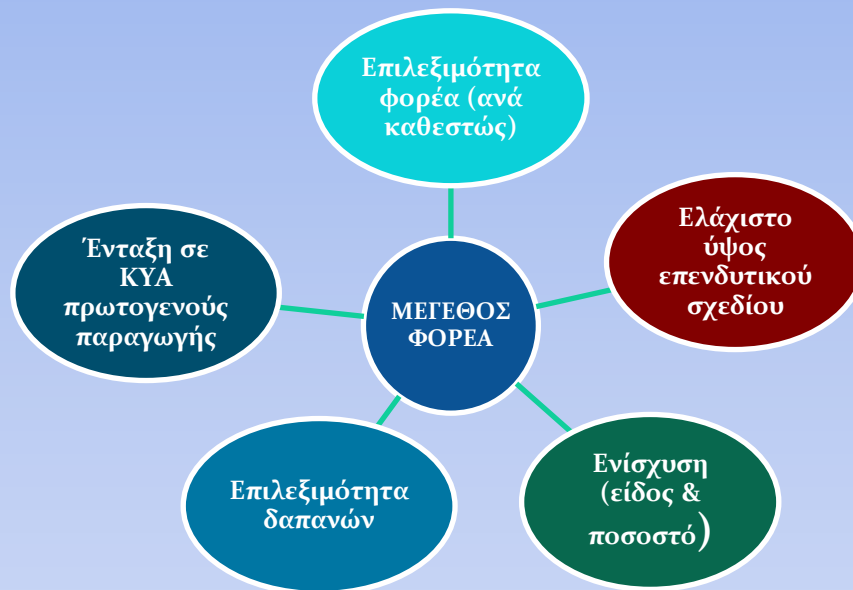 Επιλεξιμότητα
φορέα (ανά
καθεστώς)
Ελάχιστο
ύψος
επενδυτικού
σχεδίου
Ένταξη σε
ΚΥΑ
πρωτογενούς
παραγωγής
ΜΕΓΕΘΟΣ
ΦΟΡΕΑ
Επιλεξιμότητα
δαπανών
Ενίσχυση
(είδος &
ποσοστό)